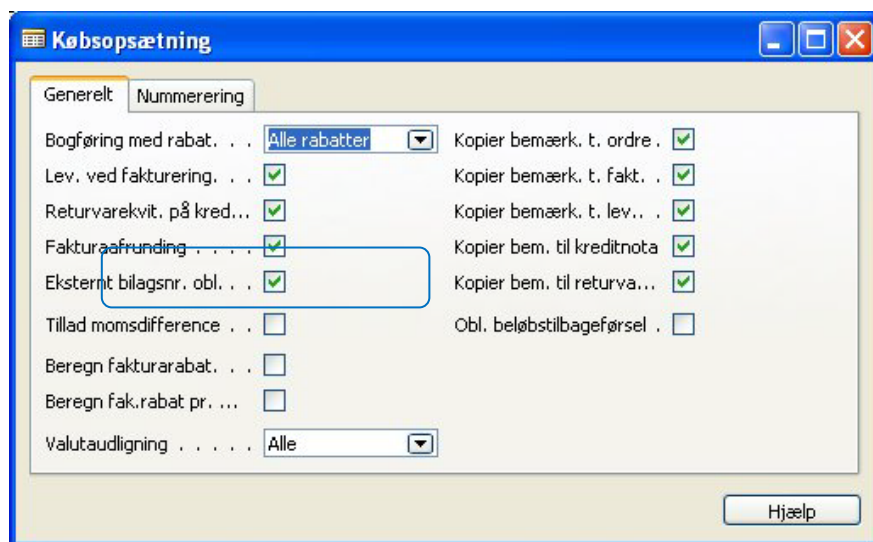 Købsopsætning
Generelt
Nummerering
Bogføring med rabat. . . Alle rabatter
Lev. ved fakturering. . .
Returvarekvit. på kred...
Fakturaafrunding . . . . .
Eksternt bilagsnr. obl. . .
Tillad momsdifference . .
Beregn fakturarabat. . .
Beregn fak.rabat pr. ...
Valutaudligning . . . . . Alle
Kopier bemærk. t. ordre .
Kopier bemærk. t. fakt. .
Kopier bemærk. t. lev.. .
Kopier bem. til kreditnota
Kopier bem. til returva...
Obl. beløbstilbageførsel .
Hjælp